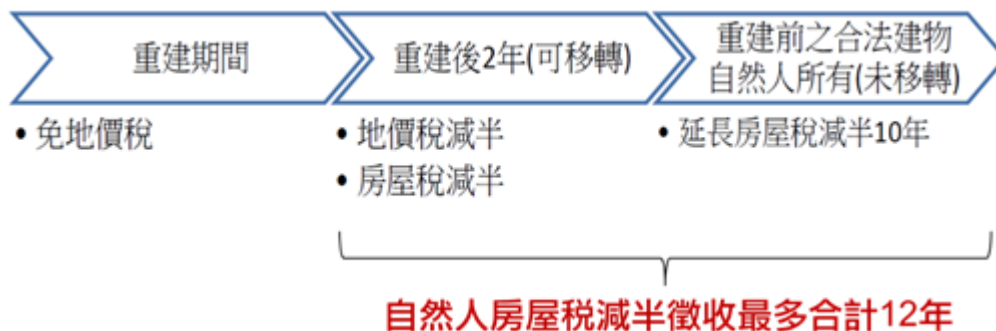 重建期間
重建後2年(可移轉)
重建前之合法建物
自然人所有(未移轉)
• 免地價稅
• 地價稅減半
• 房屋稅減半
• 延長房屋稅減半10年
自然人房屋稅減半徵收最多合計12年